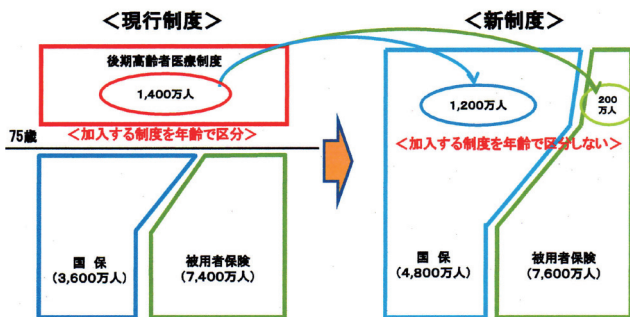 ＜現行制度＞
後期高齢者医療制度
1,400万人
75歳
＜加入する制度を年齢で区分＞
国 保
(3,600万人)
被用者保険
(7,400万人)
＜新制度＞
1,200万人
200
万人
＜加入する制度を年齢で区分しない＞
国 保
(4,800万人)
被用者保険
(7,600万人)